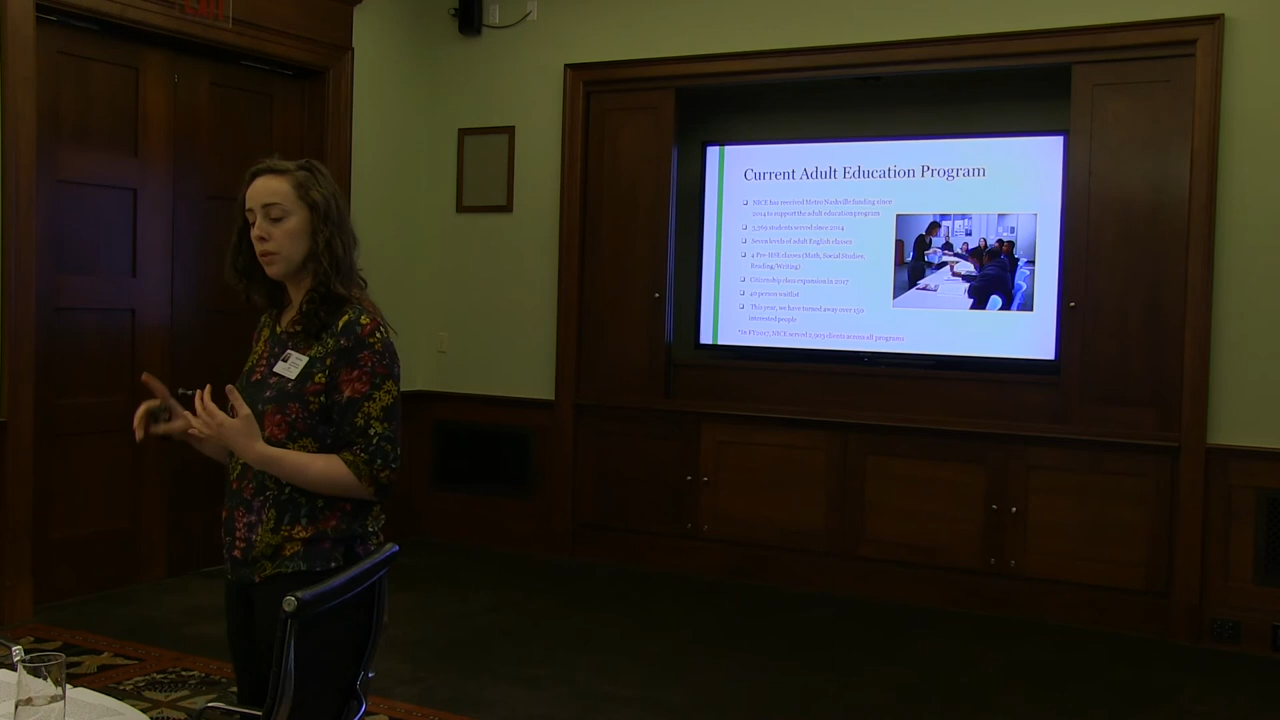 EXIT
Current Adult Education Program
NICE has received Metro Nashville funding since
2014 to support the adult education program
3,769 students served since 2014
Seven levels of adult English classes
4 Pre-HSE classes (Math, Social Studies,
Reading/Writing)
Citizenship class expansion in 2017
40 person waitlist
This year, we have turned away over 150
interested people
*In FY2017, NICE served 2,909 clients across all programs